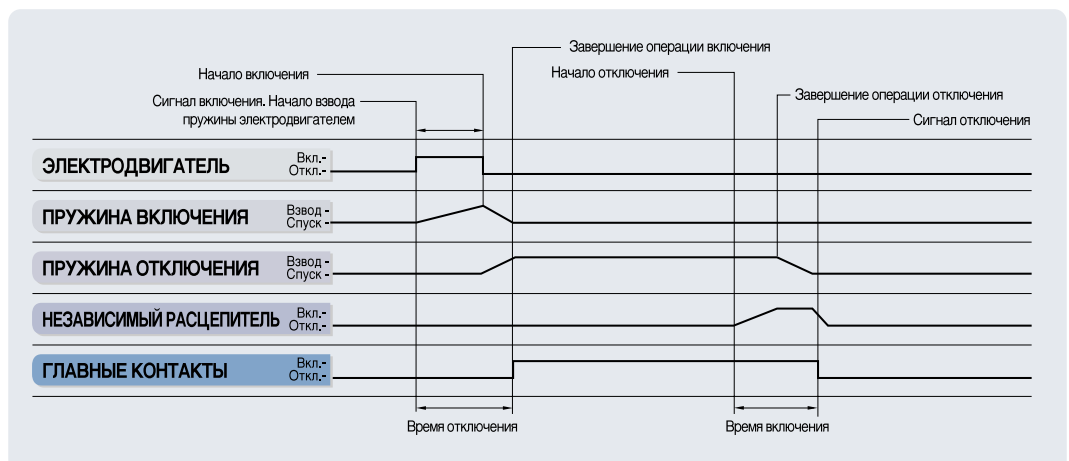 Завершение операции включения
Начало включения
Начало отключения
Сигнал включения. Начало взвода
пружины электродвигателем
Завершение операции отключения
Сигнал отключения
ЭЛЕКТРОДВИГАТЕЛЬ
Вкл.-
Откл.-
ПРУЖИНА ВКЛЮЧЕНИЯ
Взвод -
Спуск -
ПРУЖИНА ОТКЛЮЧЕНИЯ
Взвод -
Спуск -
НЕЗАВИСИМЫЙ РАСЦЕПИТЕЛЬ
Вкл.-
Откл.-
ГЛАВНЫЕ КОНТАКТЫ
Вкл.-
Откл.-
Время отключения
Время включения